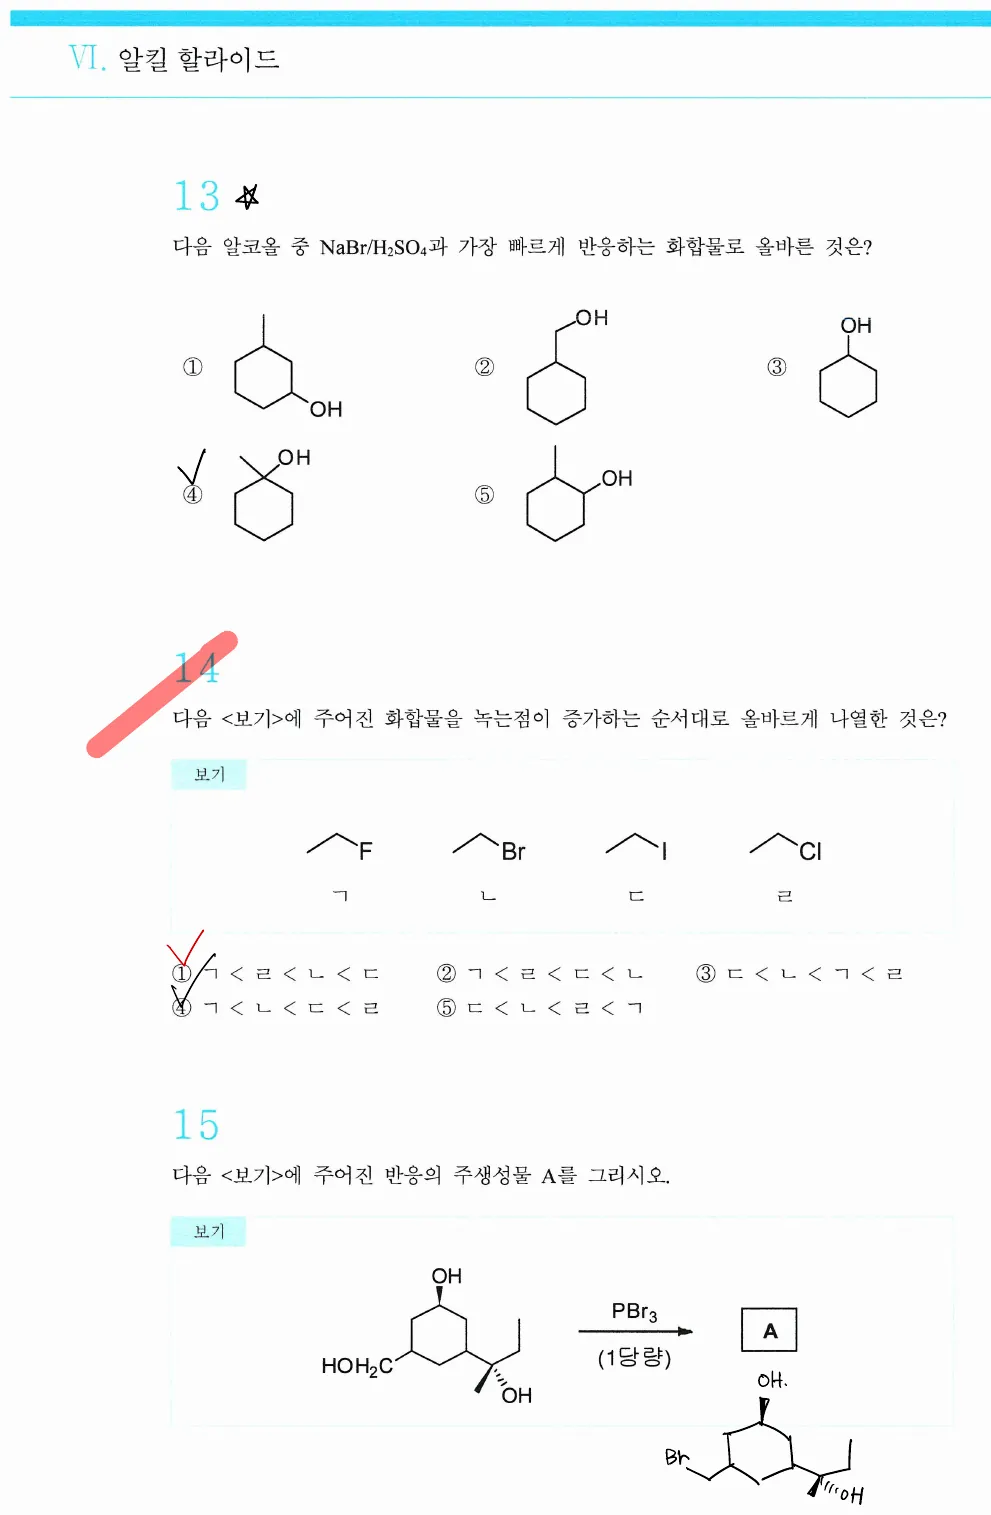 VI. 알킬 할라이드
13
다음 알코올 중 NaBr/H₂SO₄과 가장 빠르게 반응하는 화합물로 올바른 것은?
① OH
② OH
③ OH
④ OH
⑤ OH
14
다음 <보기>에 주어진 화합물을 녹는점이 증가하는 순서대로 올바르게 나열한 것은?
보기
F Br I Cl
ㄱ ㄴ ㄷ ㄹ
① ㄱ < ㄹ < ㄴ < ㄷ ② ㄱ < ㄹ < ㄷ < ㄴ ③ ㄷ < ㄴ < ㄱ < ㄹ
④ ㄱ < ㄴ < ㄷ < ㄹ ⑤ ㄷ < ㄴ < ㄹ < ㄱ
15
다음 <보기>에 주어진 반응의 주생성물 A를 그리시오.
보기
OH
HOH₂C
OH
PBr₃
(1당량)
A
OH.
Br
OH